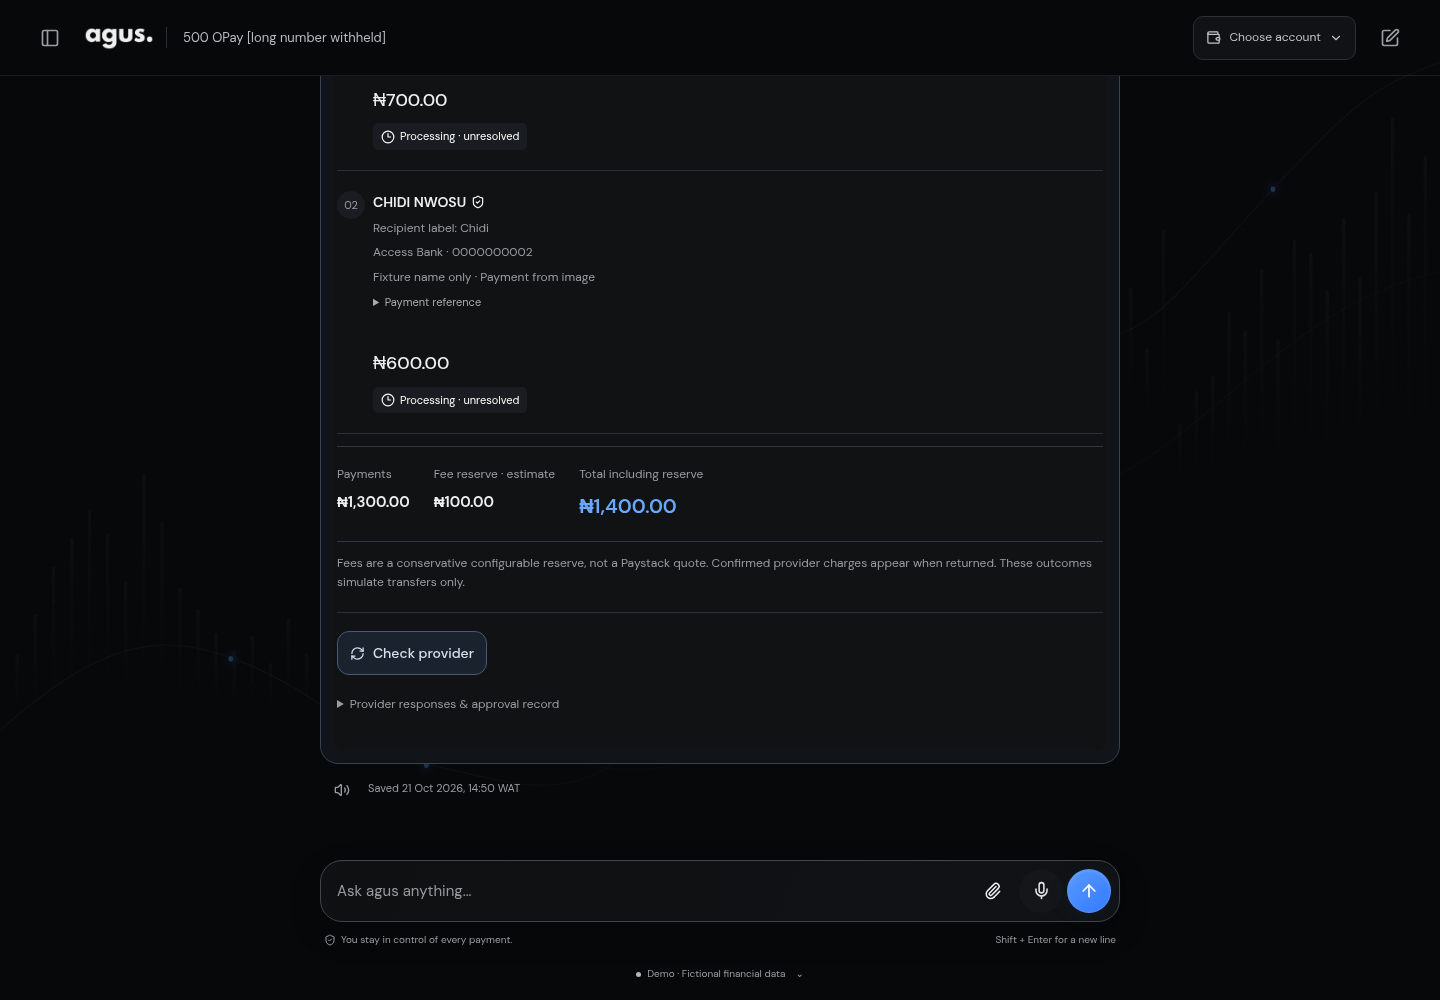 agus.
500 OPay [long number withheld]
Choose account
₦700.00
Processing · unresolved
02
CHIDI NWOSU
Recipient label: Chidi
Access Bank · 0000000002
Fixture name only · Payment from image
Payment reference
₦600.00
Processing · unresolved
Payments Fee reserve · estimate Total including reserve
₦1,300.00 ₦100.00 ₦1,400.00
Fees are a conservative configurable reserve, not a Paystack quote. Confirmed provider charges appear when returned. These outcomes
simulate transfers only.
Check provider
Provider responses & approval record
Saved 21 Oct 2026, 14:50 WAT
Ask agus anything...
You stay in control of every payment. Shift + Enter for a new line
Demo · Fictional financial data